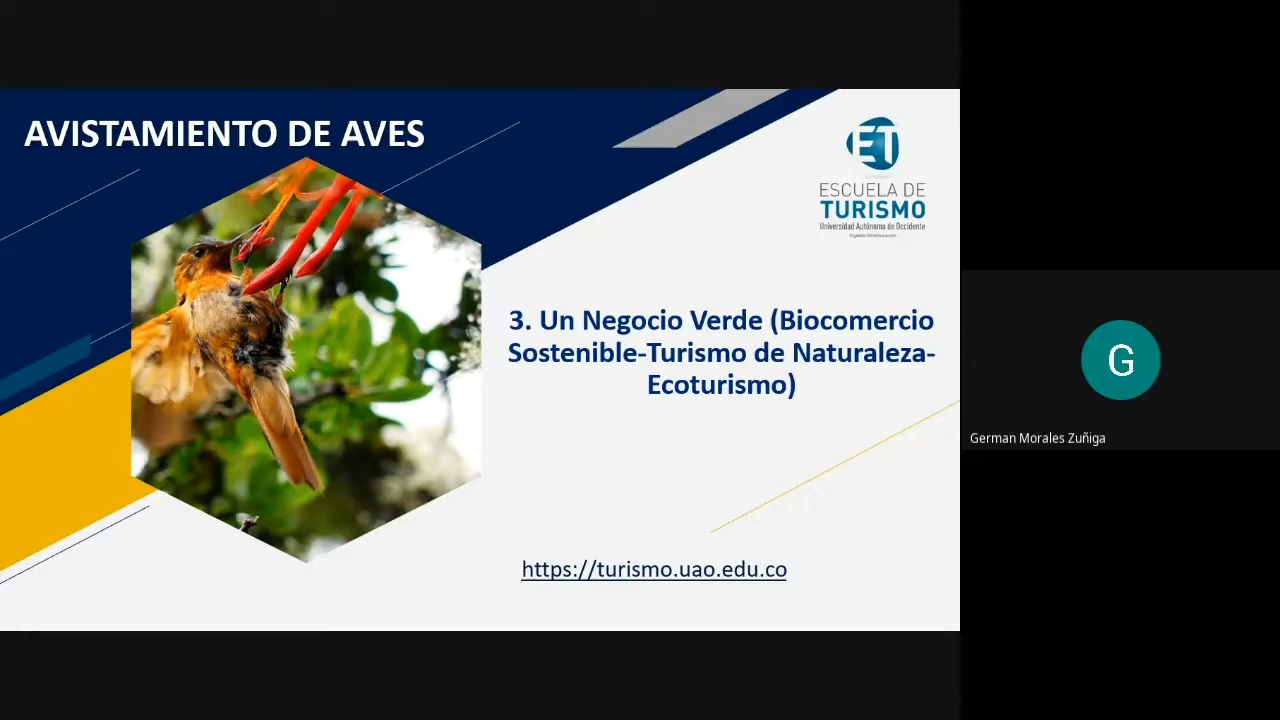 AVISTAMIENTO DE AVES
ET
ESCUELA DE
TURISMO
Universidad Autónoma de Occidente
3. Un Negocio Verde (Biocomercio
Sostenible-Turismo de Naturaleza-
Ecoturismo)
https://turismo.uao.edu.co
G
German Morales Zuñiga